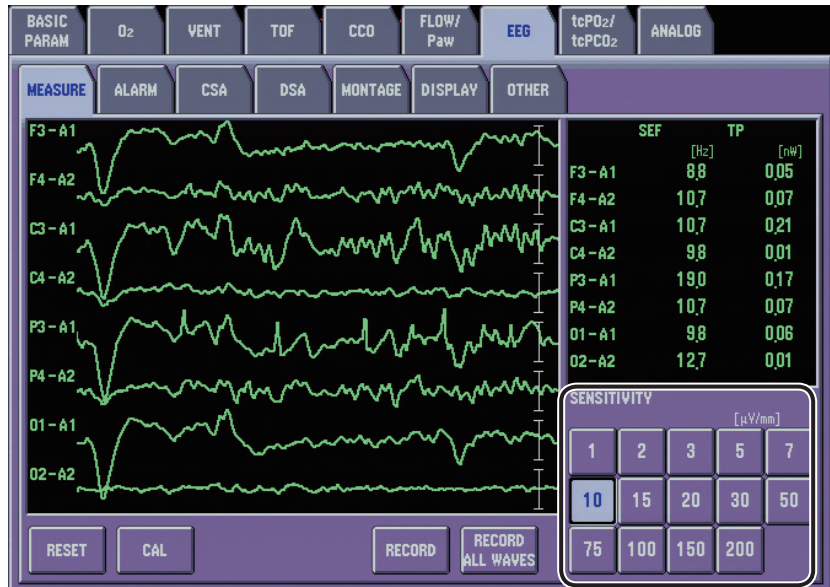 BASIC PARAM
O2
VENT
TOF
CCO
FLOW/ Paw
EEG
tcPO2/ tcPCO2
ANALOG
MEASURE
ALARM
CSA
DSA
MONTAGE
DISPLAY
OTHER
F3-A1
F4-A2
C3-A1
C4-A2
P3-A1
P4-A2
O1-A1
O2-A2
SEF TP
[Hz] [nW]
F3-A1 8.8 0.05
F4-A2 10.7 0.07
C3-A1 10.7 0.21
C4-A2 9.8 0.01
P3-A1 19.0 0.17
P4-A2 10.7 0.07
O1-A1 9.8 0.06
O2-A2 12.7 0.01
SENSITIVITY
[μV/mm]
1 2 3 5 7
10 15 20 30 50
75 100 150 200
RESET
CAL
RECORD
RECORD ALL WAVES